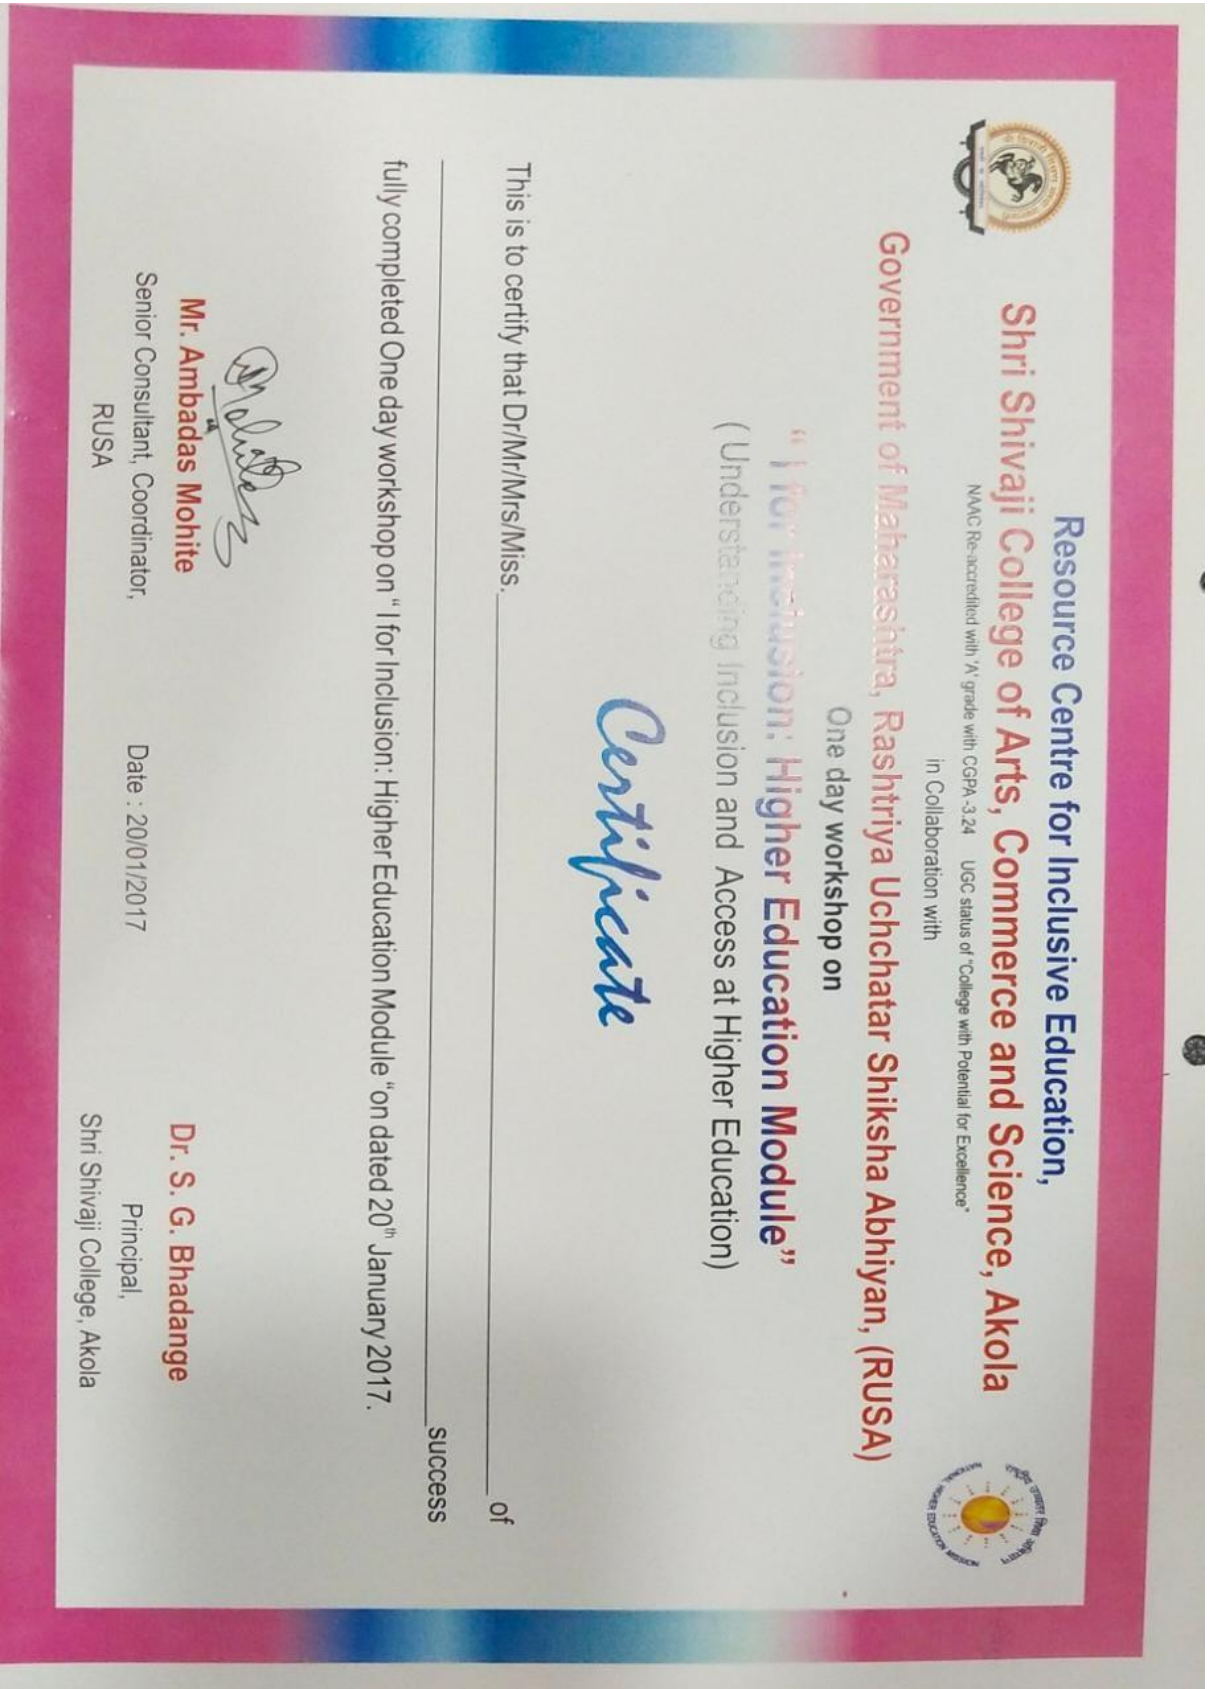 Resource Centre for Inclusive Education,
Shri Shivaji College of Arts, Commerce and Science, Akola
NAAC Re-accredited with 'A' grade with CGPA -3.24 UGC status of "College with Potential for Excellence"
in Collaboration with
Government of Maharashtra, Rashtriya Uchchatar Shiksha Abhiyan, (RUSA)
One day workshop on
“ I for Inclusion: Higher Education Module”
( Understanding Inclusion and Access at Higher Education)
Certificate
This is to certify that Dr/Mr/Mrs/Miss. of
success
fully completed One day workshop on “ I for Inclusion: Higher Education Module “on dated 20th January 2017.
Mr. Ambadas Mohite
Senior Consultant, Coordinator,
RUSA
Date : 20/01/2017
Dr. S. G. Bhadange
Principal,
Shri Shivaji College, Akola
NATIONAL HIGHER EDUCATION MISSION